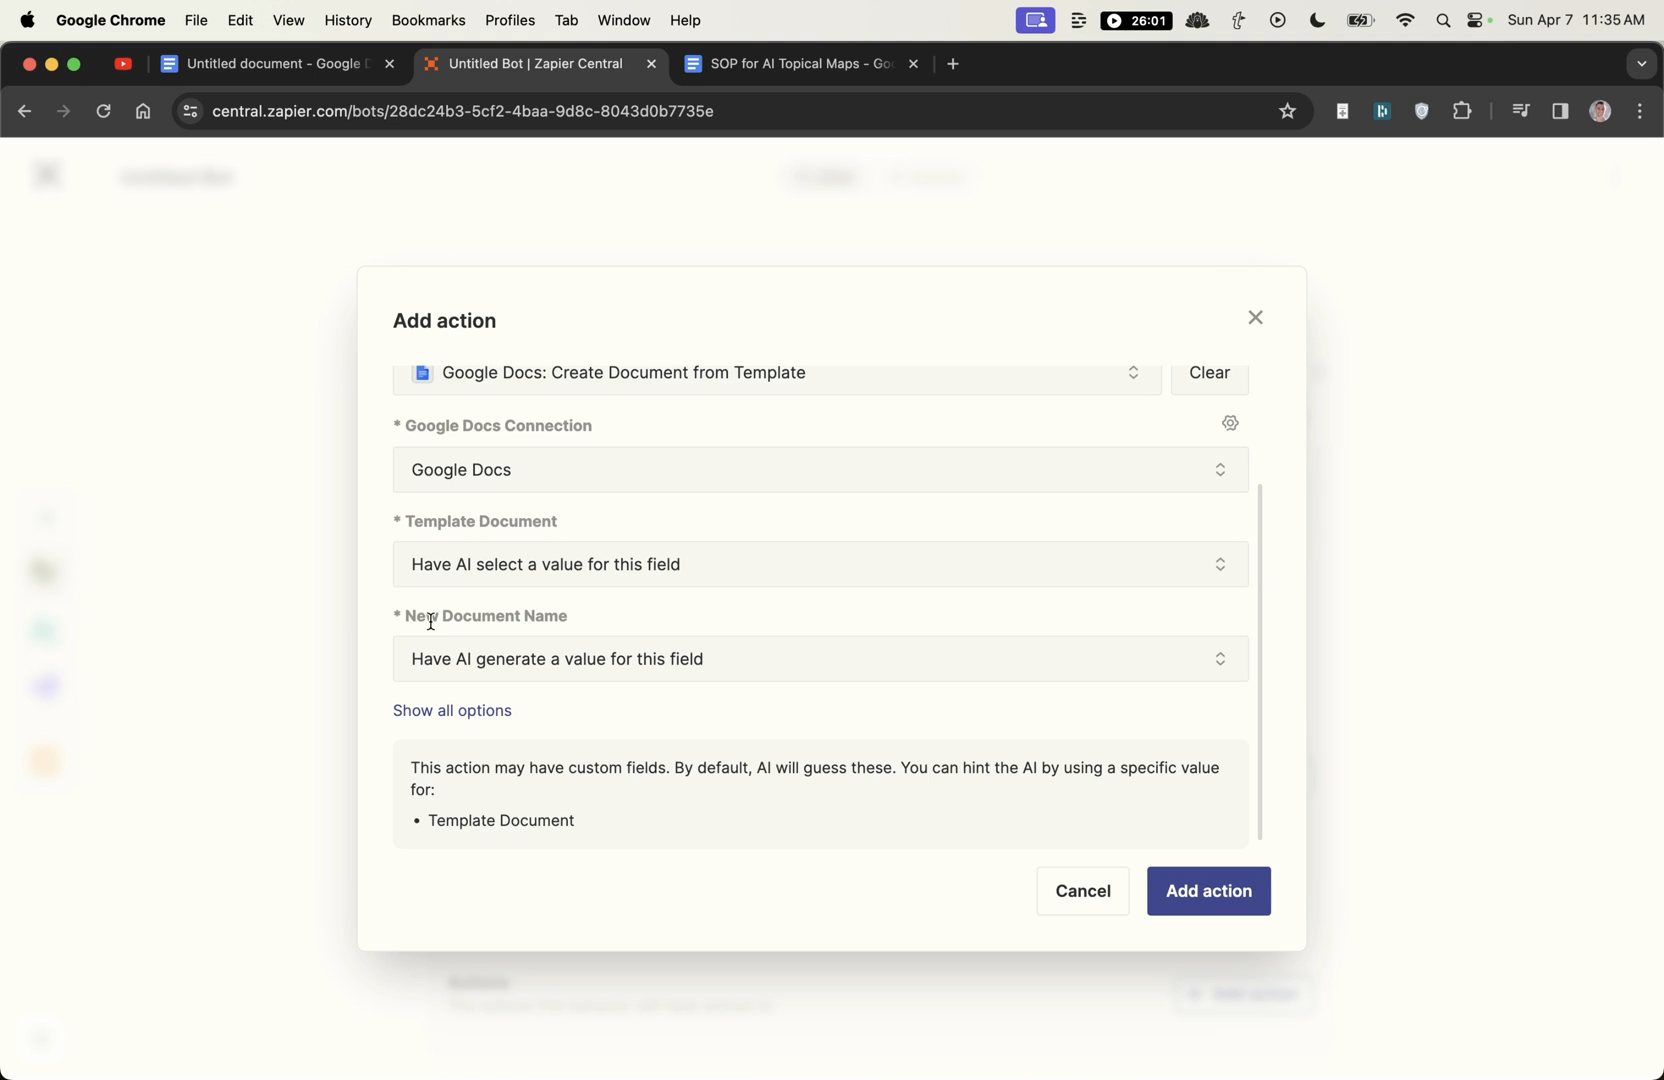 Google Chrome File Edit View History Bookmarks Profiles Tab Window Help 26:01 Sun Apr 7 11:35 AM
Untitled document - Google Untitled Bot | Zapier Central SOP for AI Topical Maps - Go
central.zapier.com/bots/28dc24b3-5cf2-4baa-9d8c-8043d0b7735e
Add action
Google Docs: Create Document from Template Clear
* Google Docs Connection
Google Docs
* Template Document
Have AI select a value for this field
* New Document Name
Have AI generate a value for this field
Show all options
This action may have custom fields. By default, AI will guess these. You can hint the AI by using a specific value
for:
• Template Document
Cancel Add action